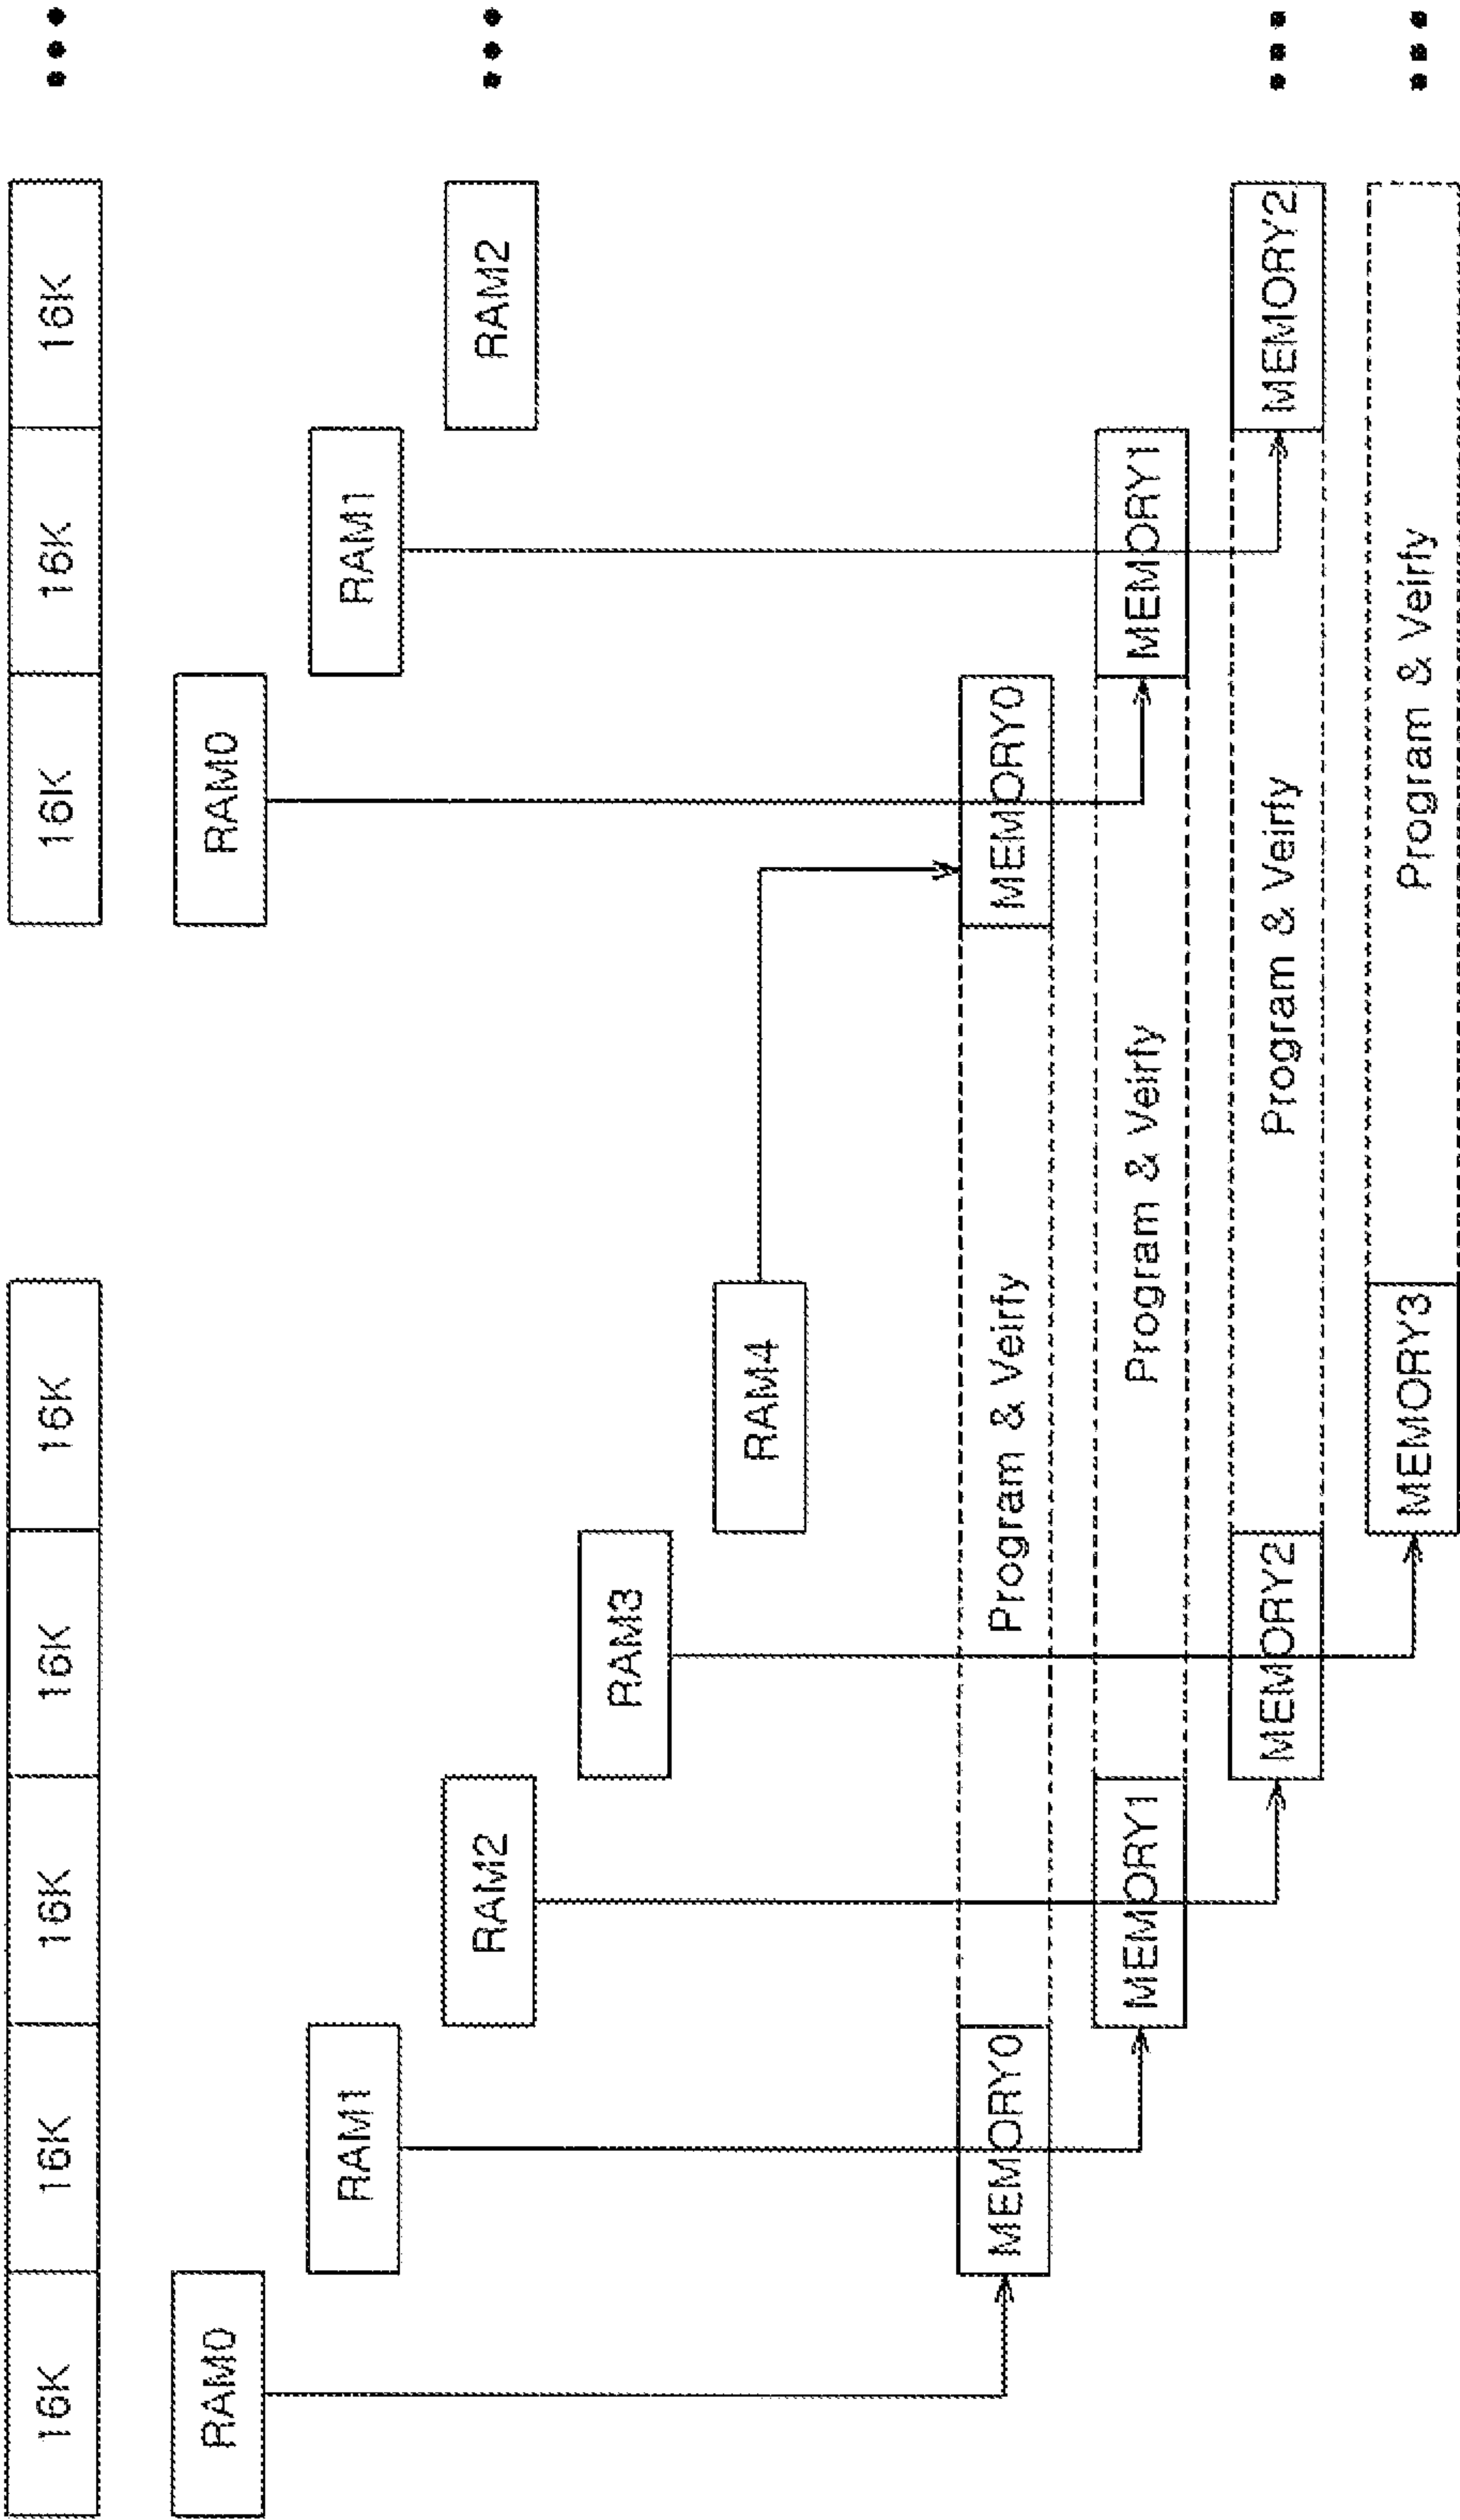 16K 16K 16K 16K 16K 16K 16K 16K
RAM0 RAM0
RAM1 RAM1
RAM2 RAM2
RAM3
RAM4
MEMORY0 Program & Veirfy MEMORY0
MEMORY1 Program & Veirfy MEMORY1
MEMORY2 Program & Veirfy MEMORY2
MEMORY3 Program & Veirfy